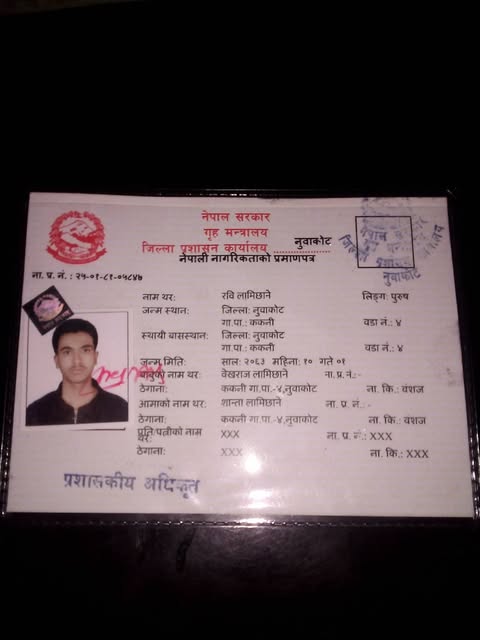 नेपाल सरकार
गृह मन्त्रालय
जिल्ला प्रशासन कार्यालय, नुवाकोट
नेपाली नागरिकताको प्रमाणपत्र
ना. प्र. नं. : २५-०१-८१-०५८४७
नाम थर: रवि लामिछाने लिङ्ग: पुरुष
जन्म स्थान: जिल्ला: नुवाकोट
गा.पा.: ककनी वडा नं.: ४
स्थायी बासस्थान: जिल्ला: नुवाकोट
गा.पा.: ककनी वडा नं.: ४
जन्म मिति: साल: २०६३ महिना: १० गते ०१
नाम थर: वेखराज लामिछाने ना. प्र. नं.-
ठेगाना: ककनी गा.पा.-४,नुवाकोट ना. कि.: वंशज
आमाको नाम थर: शान्ता लामिछाने ना. प्र. नं.:-
ठेगाना: ककनी गा.पा.-४,नुवाकोट ना. कि.: वंशज
पति/पत्नीको नाम थर: XXX ना. प्र. नं.: XXX
ठेगाना: XXX ना. कि.: XXX
प्रशासकीय अधिकृत